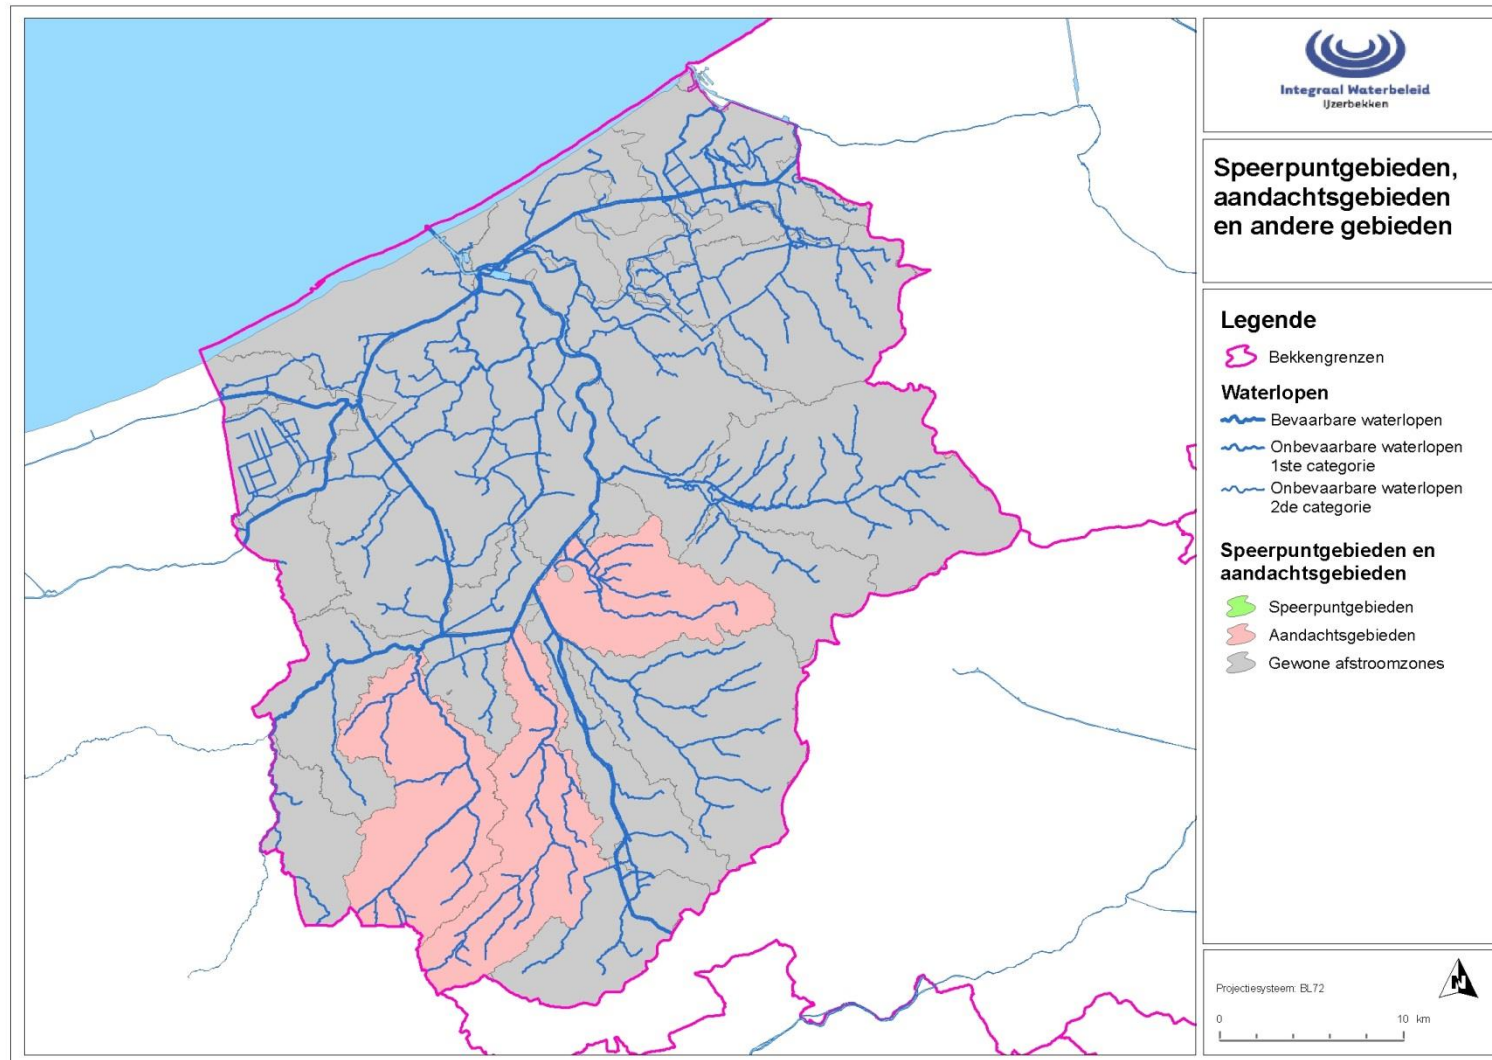 Integraal Waterbeleid
IJzerbekken
Speerpuntgebieden,
aandachtsgebieden
en andere gebieden
Legende
Bekkengrenzen
Waterlopen
Bevaarbare waterlopen
Onbevaarbare waterlopen
1ste categorie
Onbevaarbare waterlopen
2de categorie
Speerpuntgebieden en
aandachtsgebieden
Speerpuntgebieden
Aandachtsgebieden
Gewone afstroomzones
Projectiesysteem: BL72
N
0 10 km